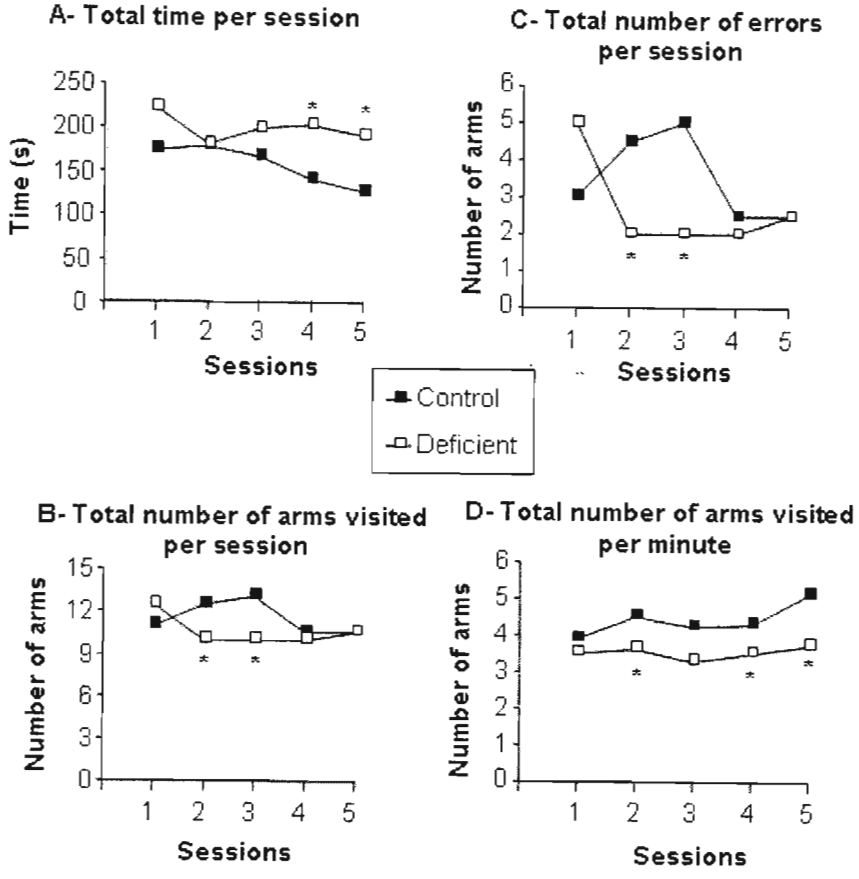 A- Total time per session
250
200
150
100
50
0
Time (s)
* *
1 2 3 4 5
Sessions
C- Total number of errors
per session
6
5
4
3
2
1
0
Number of arms
* *
1 2 3 4 5
Sessions
Control
Deficient
B- Total number of arms visited
per session
15
12
9
6
3
0
Number of arms
* *
1 2 3 4 5
Sessions
D- Total number of arms visited
per minute
6
5
4
3
2
1
0
Number of arms
* * *
1 2 3 4 5
Sessions